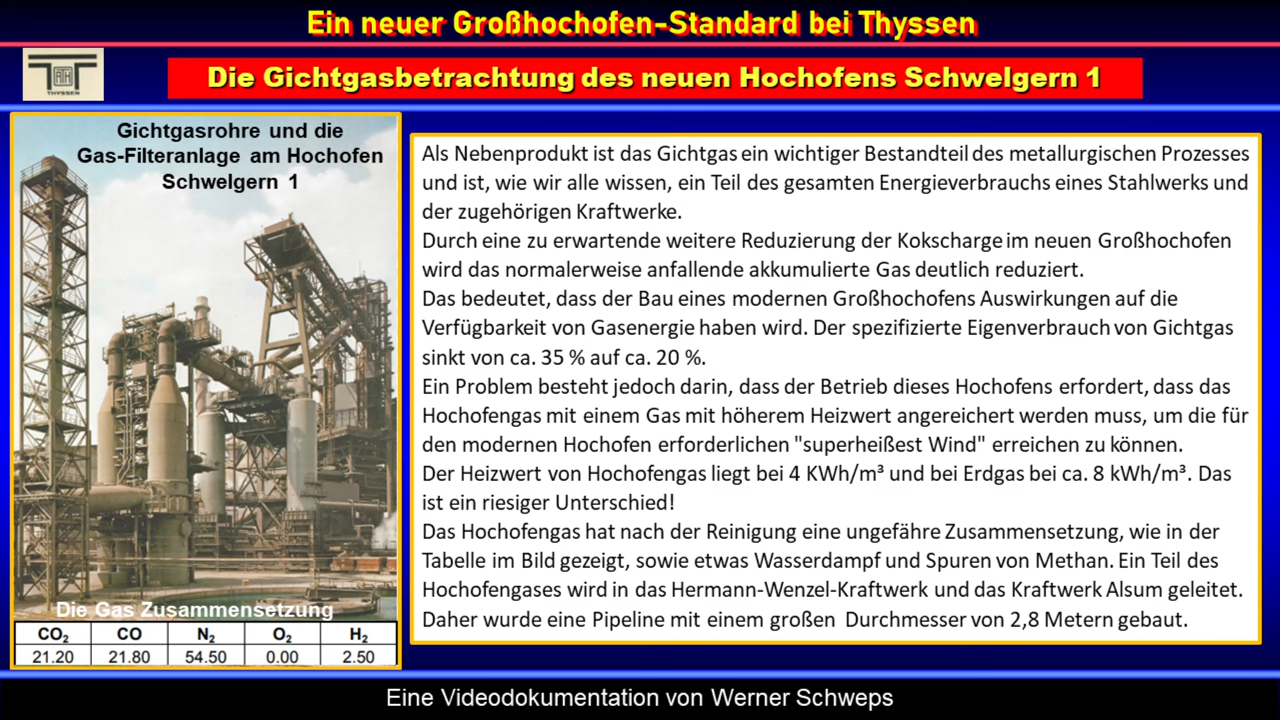 Ein neuer Großhochofen-Standard bei Thyssen
ATH
THYSSEN
Die Gichtgasbetrachtung des neuen Hochofens Schwelgern 1
Gichtgasrohre und die
Gas-Filteranlage am Hochofen
Schwelgern 1
Die Gas Zusammensetzung
CO₂ CO N₂ O₂ H₂
21.20 21.80 54.50 0.00 2.50
Als Nebenprodukt ist das Gichtgas ein wichtiger Bestandteil des metallurgischen Prozesses
und ist, wie wir alle wissen, ein Teil des gesamten Energieverbrauchs eines Stahlwerks und
der zugehörigen Kraftwerke.
Durch eine zu erwartende weitere Reduzierung der Kokscharge im neuen Großhochofen
wird das normalerweise anfallende akkumulierte Gas deutlich reduziert.
Das bedeutet, dass der Bau eines modernen Großhochofens Auswirkungen auf die
Verfügbarkeit von Gasenergie haben wird. Der spezifizierte Eigenverbrauch von Gichtgas
sinkt von ca. 35 % auf ca. 20 %.
Ein Problem besteht jedoch darin, dass der Betrieb dieses Hochofens erfordert, dass das
Hochofengas mit einem Gas mit höherem Heizwert angereichert werden muss, um die für
den modernen Hochofen erforderlichen "superheißest Wind" erreichen zu können.
Der Heizwert von Hochofengas liegt bei 4 KWh/m³ und bei Erdgas bei ca. 8 kWh/m³. Das
ist ein riesiger Unterschied!
Das Hochofengas hat nach der Reinigung eine ungefähre Zusammensetzung, wie in der
Tabelle im Bild gezeigt, sowie etwas Wasserdampf und Spuren von Methan. Ein Teil des
Hochofengases wird in das Hermann-Wenzel-Kraftwerk und das Kraftwerk Alsum geleitet.
Daher wurde eine Pipeline mit einem großen Durchmesser von 2,8 Metern gebaut.
Eine Videodokumentation von Werner Schweps